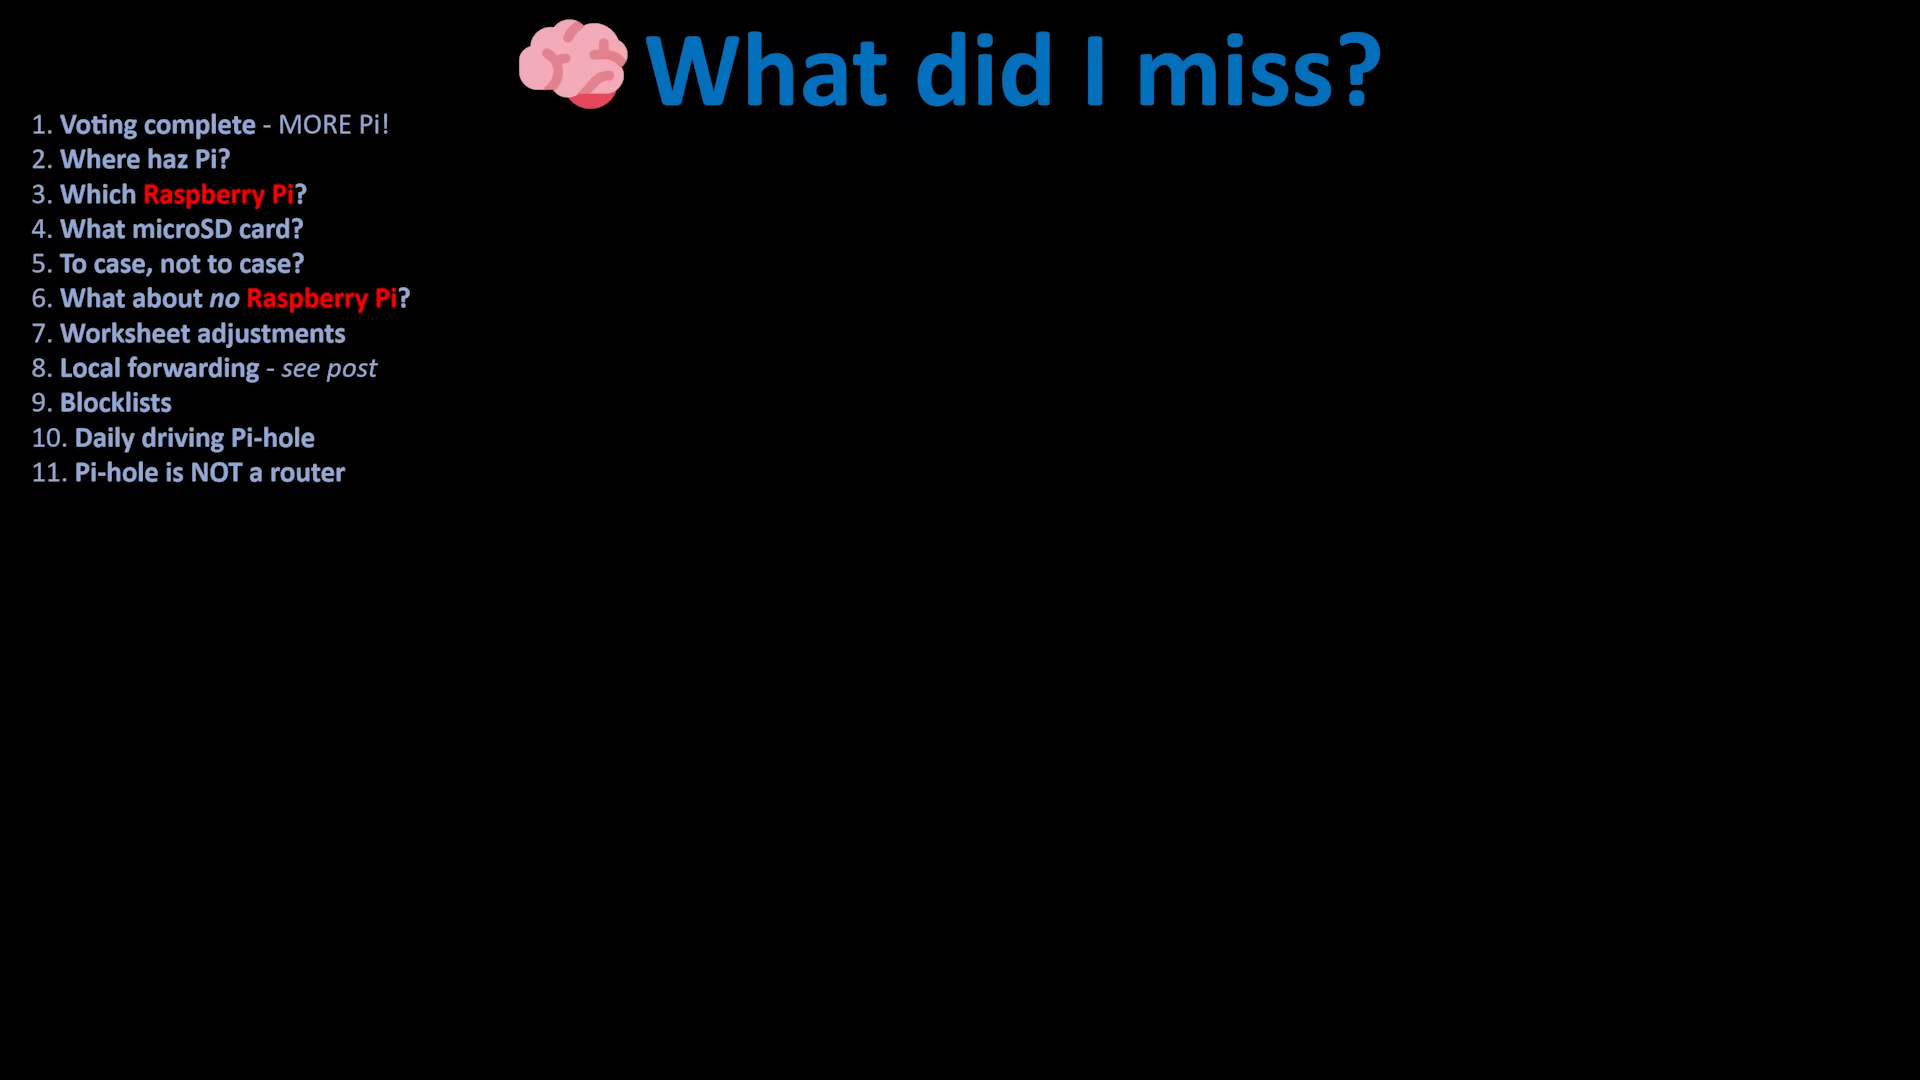 What did I miss?
1. Voting complete - MORE Pi!
2. Where haz Pi?
3. Which Raspberry Pi?
4. What microSD card?
5. To case, not to case?
6. What about no Raspberry Pi?
7. Worksheet adjustments
8. Local forwarding - see post
9. Blocklists
10. Daily driving Pi-hole
11. Pi-hole is NOT a router